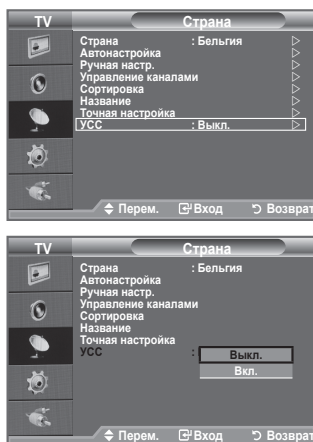 TV Страна
Страна : Бельгия
Автонастройка
Ручная настр.
Управление каналами
Сортировка
Название
Точная настройка
УСС : Выкл.
Перем. Вход Возврат
TV Страна
Страна : Бельгия
Автонастройка
Ручная настр.
Управление каналами
Сортировка
Название
Точная настройка
УСС : Выкл.
Вкл.
Перем. Вход Возврат